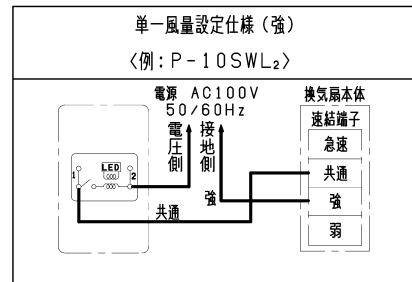 単一風量設定仕様（強）
〈例：P-10SWL₂〉
電源 AC100V
50/60Hz
換気扇本体
速結端子
電圧側
接地側
急速
共通
強
弱
LED
1
2
強
共通